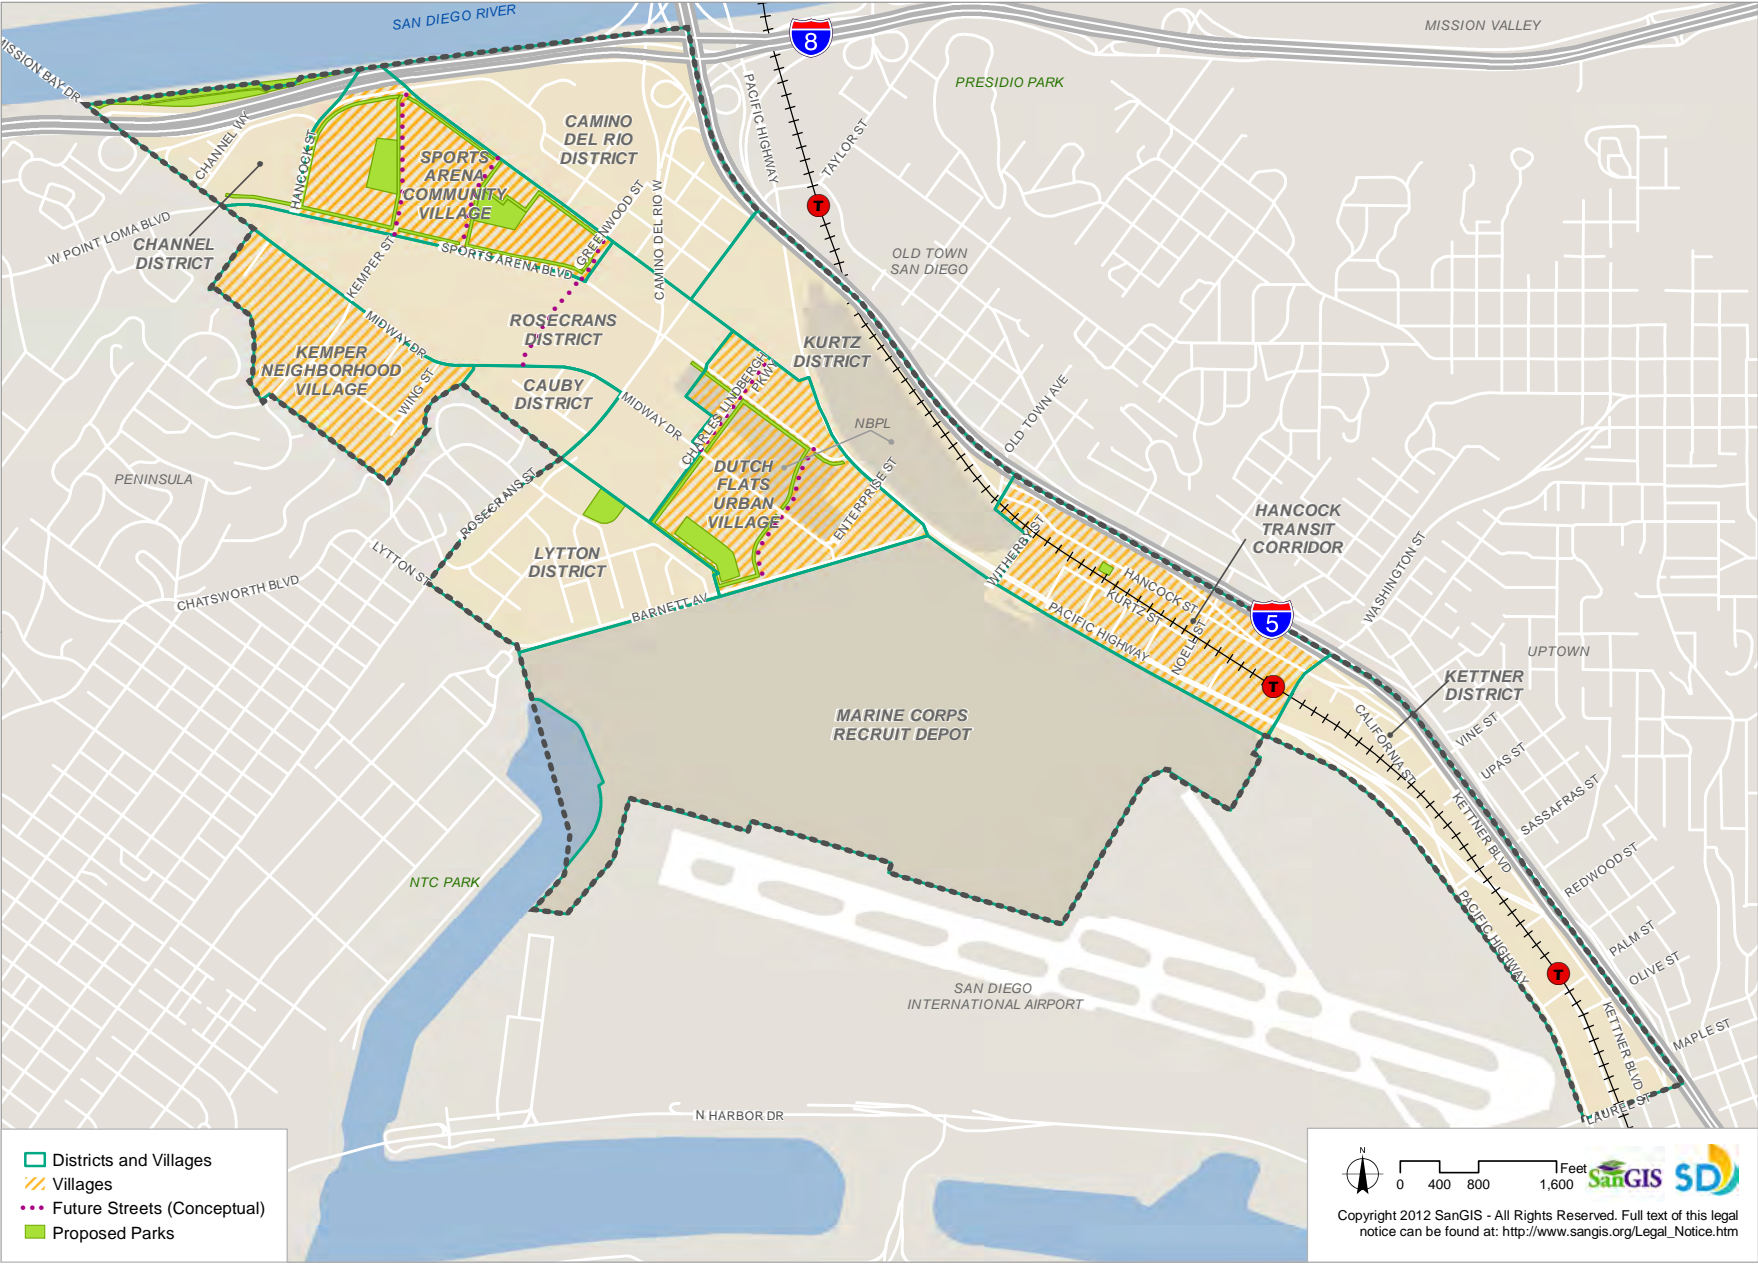 SAN DIEGO RIVER
MISSION VALLEY
8
MISSION BAY DR
PRESIDIO PARK
PACIFIC HIGHWAY
TAYLOR ST
CHANNEL WY
HANCOCK ST
CAMINO
DEL RIO
DISTRICT
SPORTS
ARENA
COMMUNITY
VILLAGE
T
GREENWOOD ST
CAMINO DEL RIO W
W POINT LOMA BLVD
CHANNEL
DISTRICT
KEMPER ST
SPORTS ARENA BLVD
OLD TOWN
SAN DIEGO
ROSECRANS
DISTRICT
MIDWAY DR
KURTZ
DISTRICT
KEMPER
NEIGHBORHOOD
VILLAGE
WING ST
CAUBY
DISTRICT
MIDWAY DR
CHARLES LINDBERGH
PKWY
NBPL
OLD TOWN AVE
PENINSULA
DUTCH
FLATS
URBAN
VILLAGE
ENTERPRISE ST
ROSECRANS ST
LYTTON ST
LYTTON
DISTRICT
CHATSWORTH BLVD
BARNETT AV
WITHERBY ST
HANCOCK
TRANSIT
CORRIDOR
HANCOCK ST
KURTZ ST
PACIFIC HIGHWAY
NOELL ST
5
WASHINGTON ST
UPTOWN
KETTNER
DISTRICT
T
MARINE CORPS
RECRUIT DEPOT
CALIFORNIA ST
VINE ST
UPAS ST
SASSAFRAS ST
KETTNER BLVD
REDWOOD ST
NTC PARK
PACIFIC HIGHWAY
PALM ST
OLIVE ST
T
SAN DIEGO
INTERNATIONAL AIRPORT
KETTNER BLVD
MAPLE ST
LAUREL ST
N HARBOR DR
Districts and Villages
Villages
Future Streets (Conceptual)
Proposed Parks
N
Feet
0 400 800 1,600
SanGIS
SD
Copyright 2012 SanGIS - All Rights Reserved. Full text of this legal
notice can be found at: http://www.sangis.org/Legal_Notice.htm